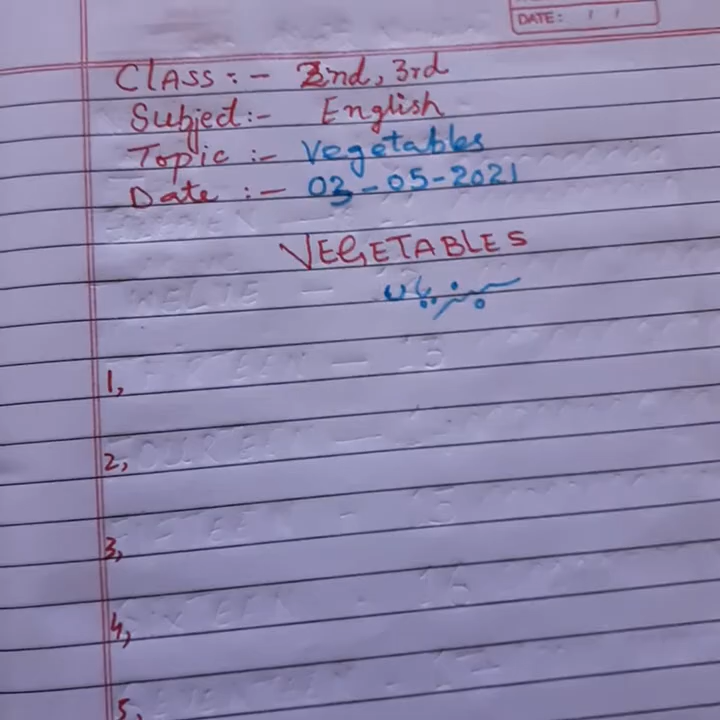 DATE: / /
Class :- 2nd, 3rd
Subject:- English
Topic :- Vegetables
Date :- 03-05-2021
VEGETABLES
سبزیاں
1,
2,
3,
4,
5,